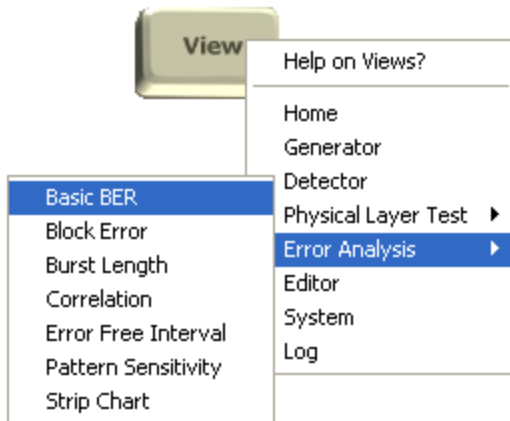 View
Help on Views?
Home
Generator
Detector
Physical Layer Test
Error Analysis
Editor
System
Log
Basic BER
Block Error
Burst Length
Correlation
Error Free Interval
Pattern Sensitivity
Strip Chart